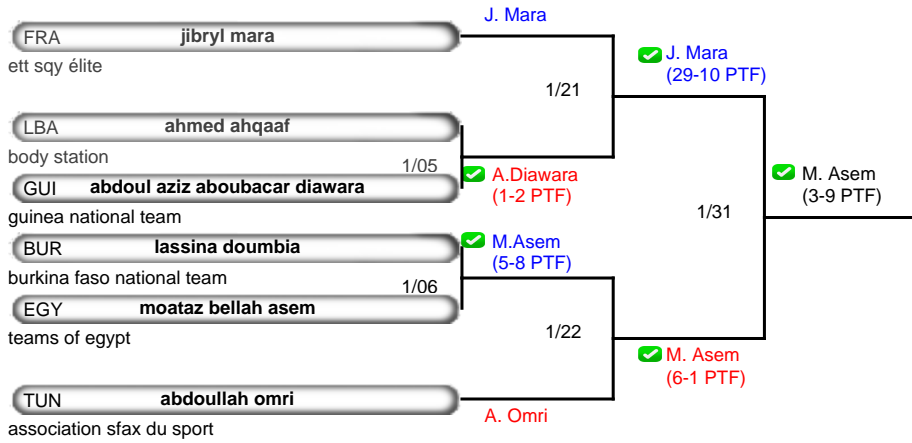 J. Mara
FRA jibryl mara
ett sqy élite
J. Mara
(29-10 PTF)
1/21
LBA ahmed ahqaaf
body station
1/05
A.Diawara
(1-2 PTF)
GUI abdoul aziz aboubacar diawara
guinea national team
M. Asem
(3-9 PTF)
1/31
BUR lassina doumbia
burkina faso national team
M.Asem
(5-8 PTF)
1/06
EGY moataz bellah asem
teams of egypt
1/22
M. Asem
(6-1 PTF)
TUN abdoullah omri
association sfax du sport
A. Omri